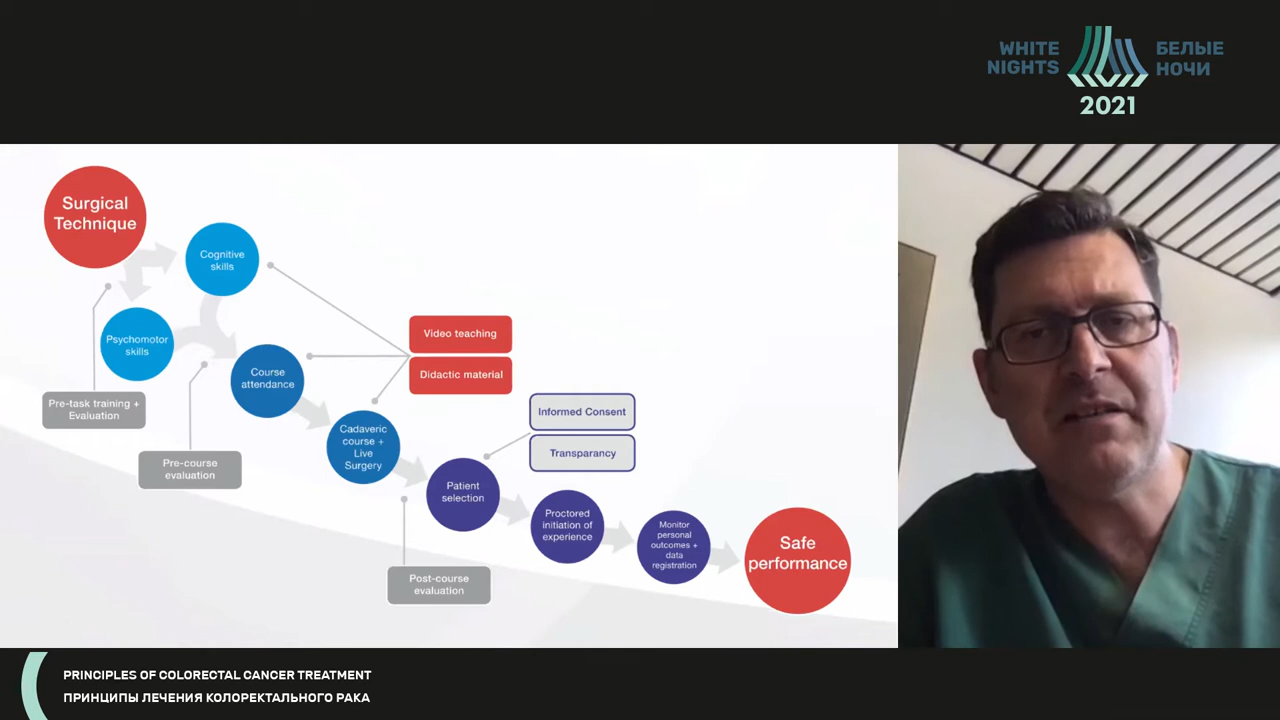 WHITE
NIGHTS
БЕЛЫЕ
НОЧИ
2021
Surgical
Technique
Cognitive
skills
Psychomotor
skills
Pre-task training +
Evaluation
Pre-course
evaluation
Course
attendance
Video teaching
Didactic material
Cadaveric
course +
Live
Surgery
Informed Consent
Transparancy
Patient
selection
Post-course
evaluation
Proctored
initiation of
experience
Monitor
personal
outcomes +
data
registration
Safe
performance
PRINCIPLES OF COLORECTAL CANCER TREATMENT
ПРИНЦИПЫ ЛЕЧЕНИЯ КОЛОРЕКТАЛЬНОГО РАКА